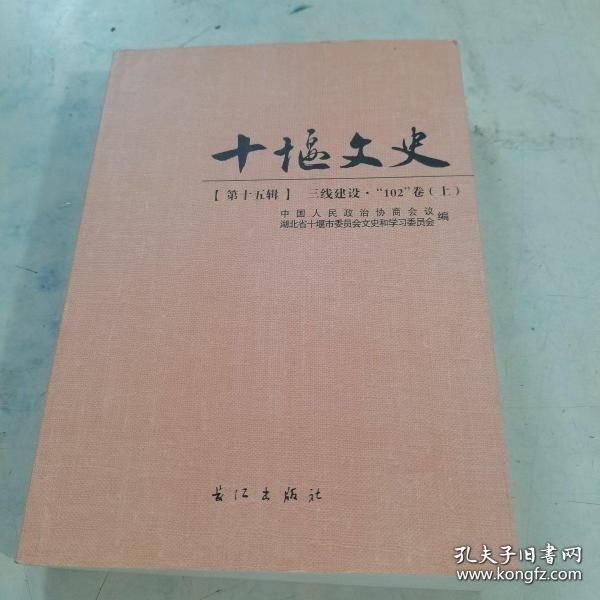 十堰文史
【第十五辑】 三线建设·“102”卷(上)
中国人民政治协商会议
湖北省十堰市委员会文史和学习委员会 编
长江出版社
孔夫子旧书网
www.kongfz.com